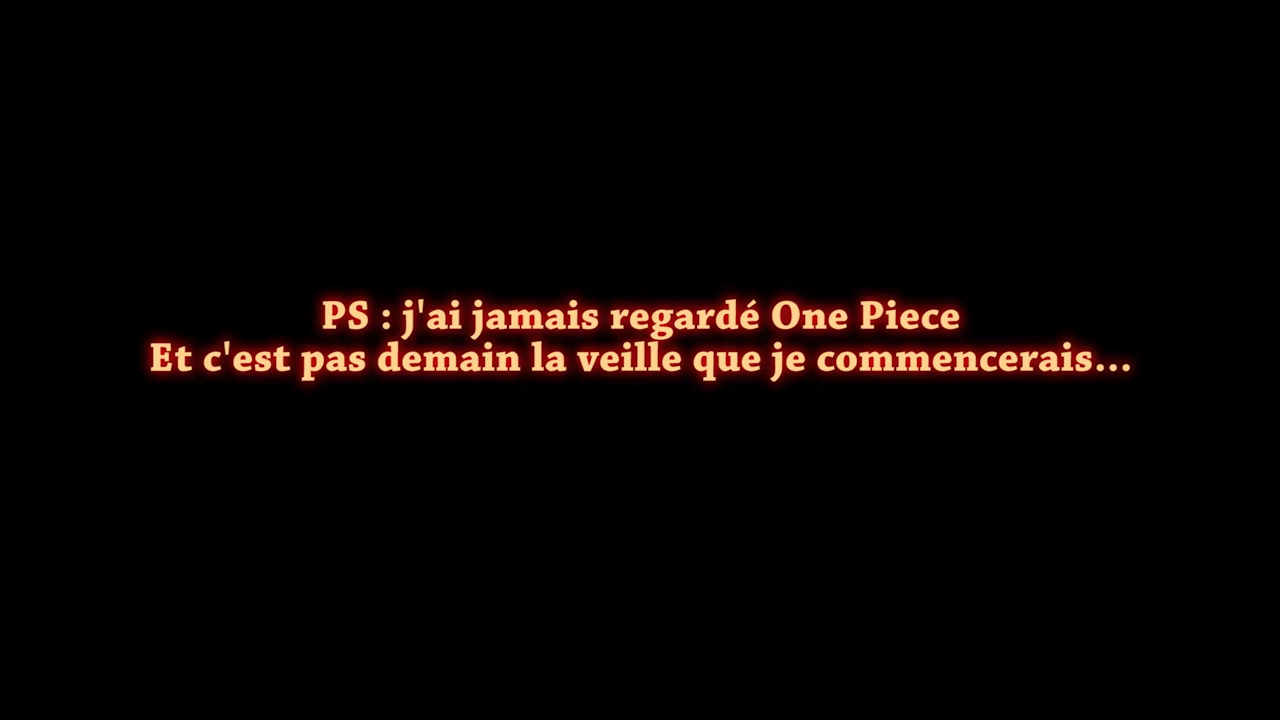 PS : j'ai jamais regardé One Piece
Et c'est pas demain la veille que je commencerais...